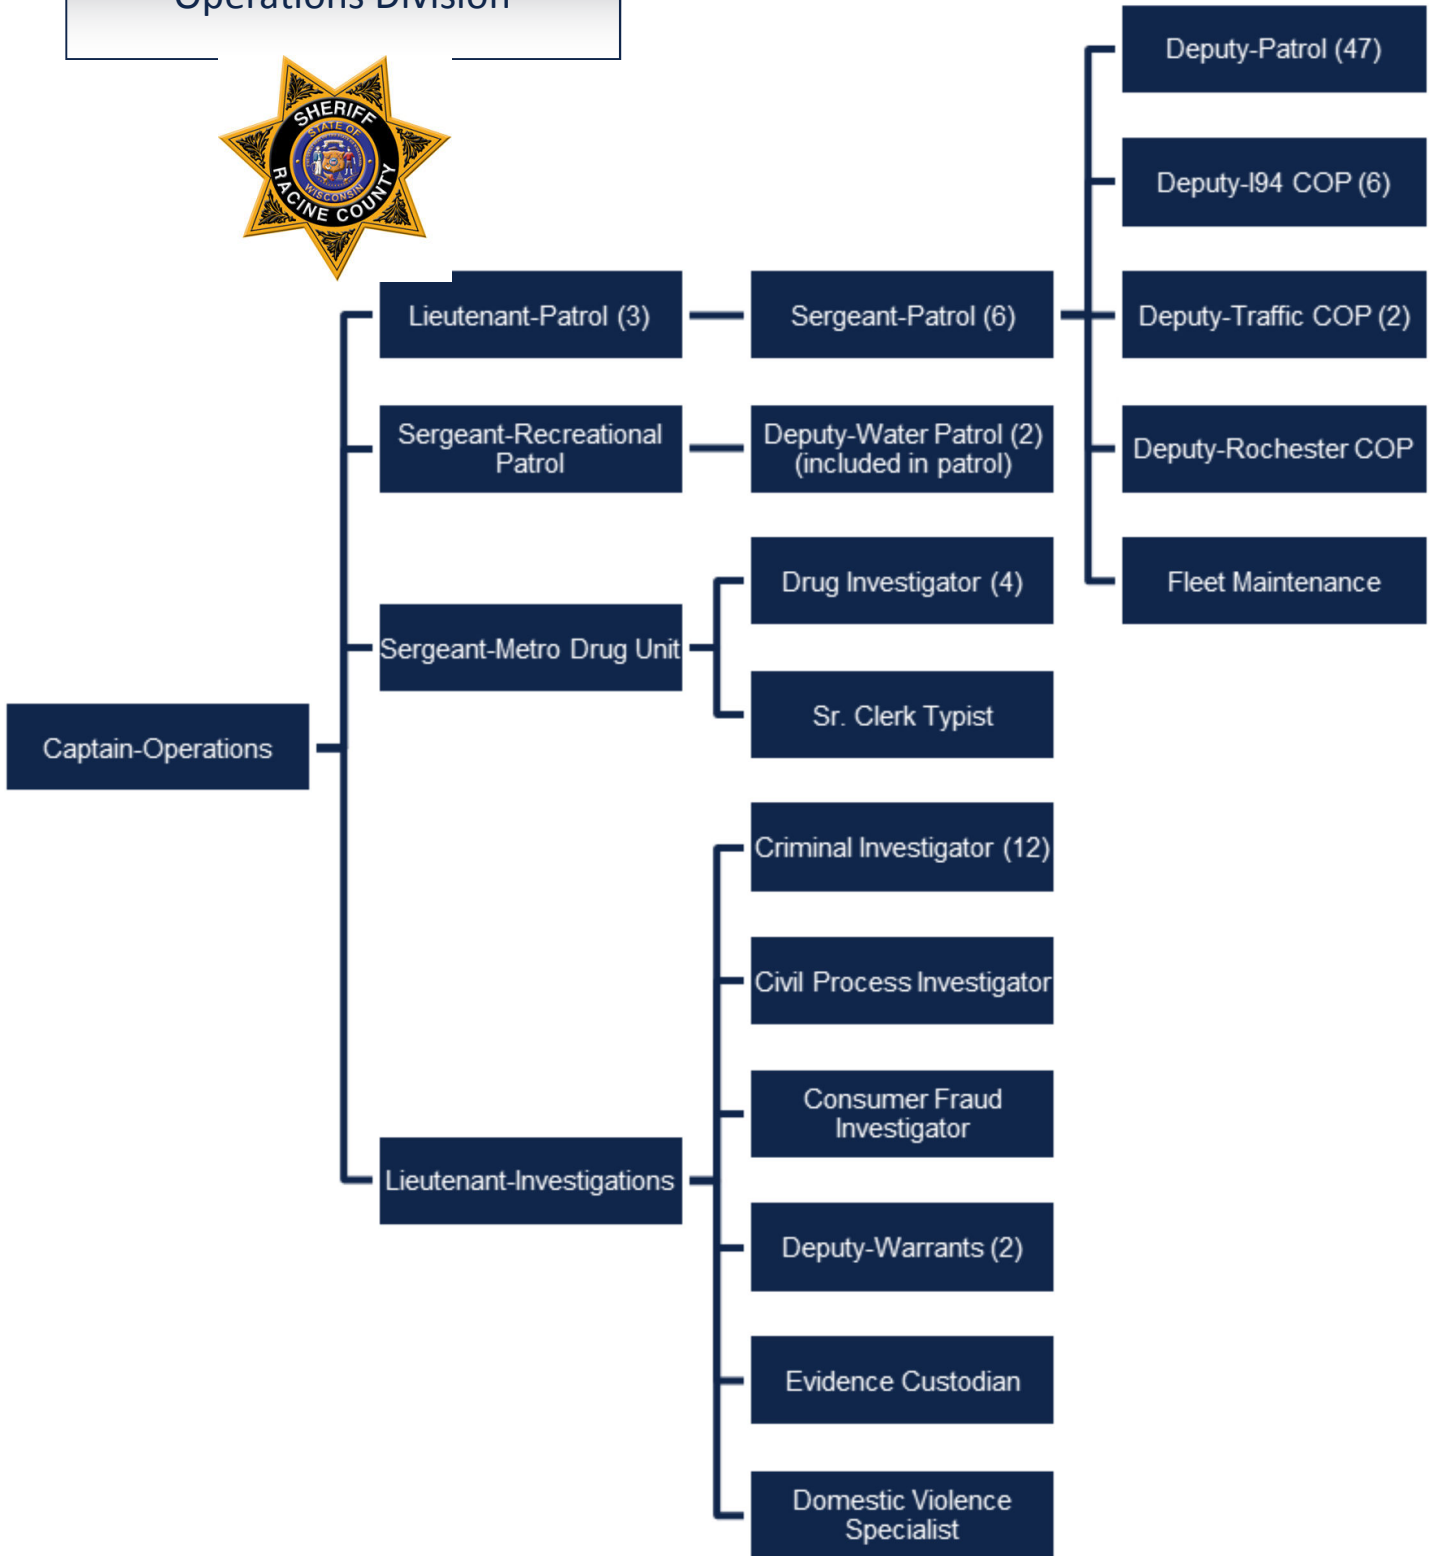 Operations Division
SHERIFF
STATE OF
WISCONSIN
RACINE COUNTY
Deputy-Patrol (47)
Deputy-I94 COP (6)
Lieutenant-Patrol (3)
Sergeant-Patrol (6)
Deputy-Traffic COP (2)
Sergeant-Recreational
Patrol
Deputy-Water Patrol (2)
(included in patrol)
Deputy-Rochester COP
Drug Investigator (4)
Fleet Maintenance
Sergeant-Metro Drug Unit
Sr. Clerk Typist
Captain-Operations
Criminal Investigator (12)
Civil Process Investigator
Consumer Fraud
Investigator
Lieutenant-Investigations
Deputy-Warrants (2)
Evidence Custodian
Domestic Violence
Specialist